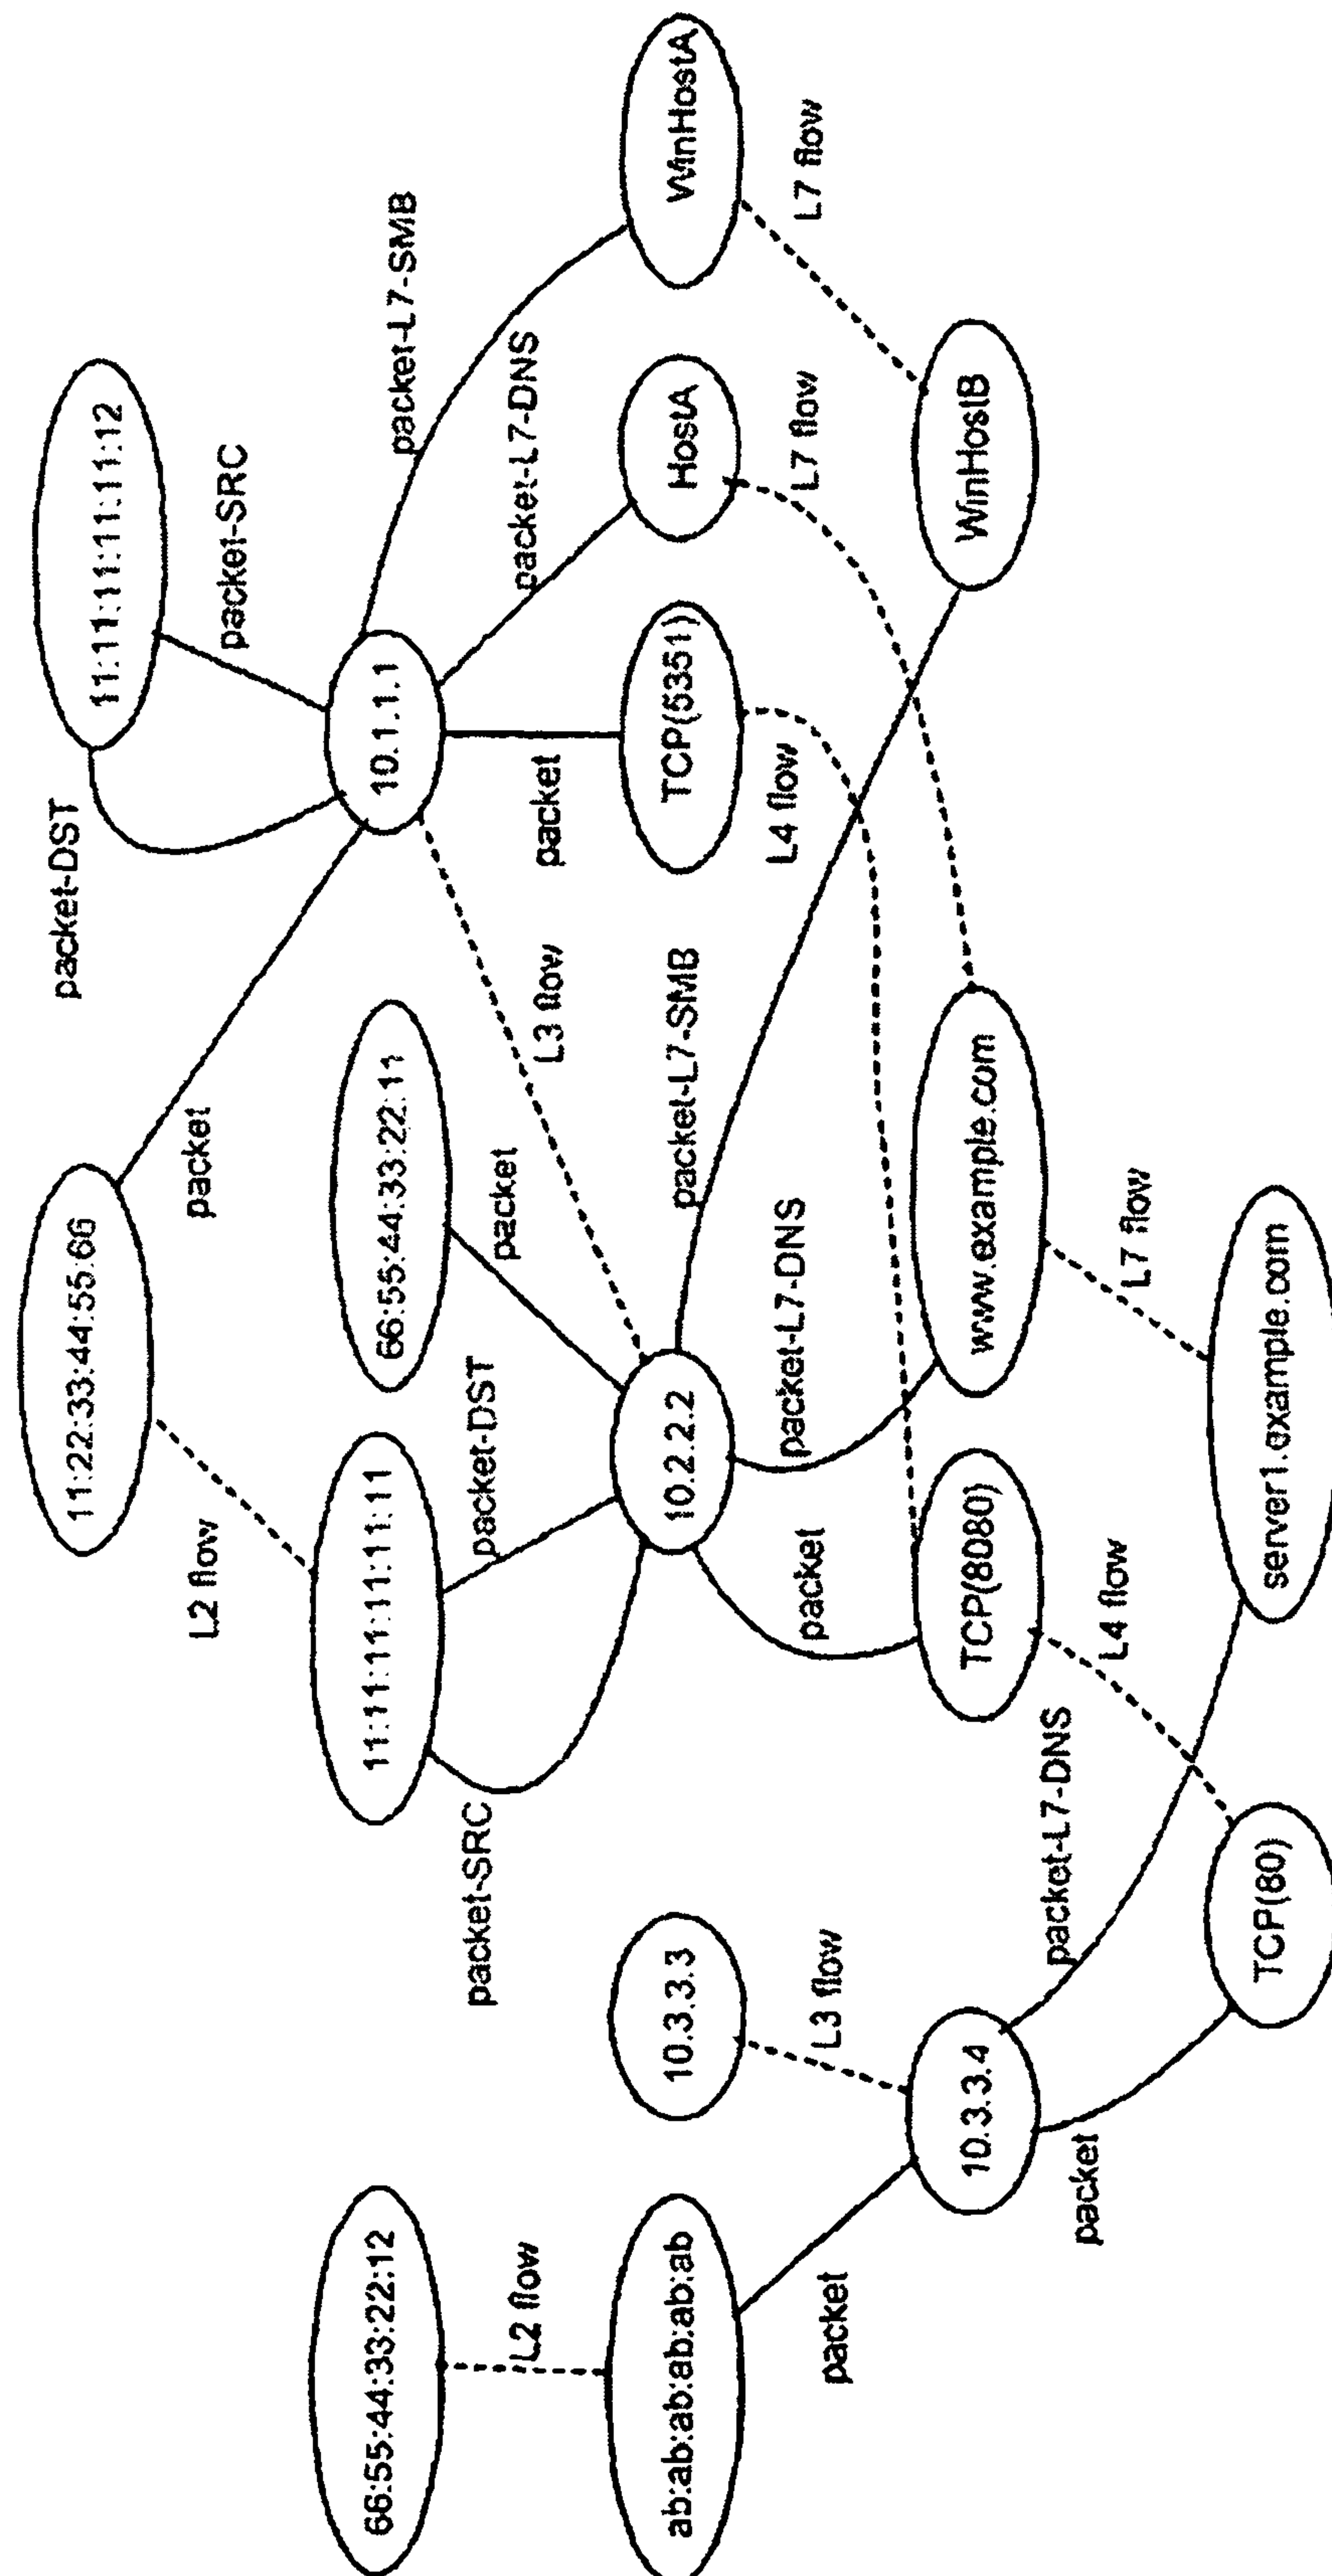 11:22:33:44:55:66
packet-DST
11:11:11:11:11:12
L2 flow
packet
packet-SRC
66:55:44:33:22:12
11:11:11:11:11:11
66:55:44:33:22:11
10.1.1.1
packet-L7-SMB
L2 flow
packet-SRC
packet-DST
packet
L3 flow
packet
packet-L7-DNS
ab:ab:ab:ab:ab:ab
10.3.3.3
10.2.2.2
packet-L7-SMB
TCP(5351)
HostA
WinHostA
packet
L3 flow
packet
packet-L7-DNS
L4 flow
L7 flow
L7 flow
10.3.3.4
TCP(8080)
www.example.com
WinHostB
packet
packet-L7-DNS
L4 flow
L7 flow
TCP(80)
server1.example.com